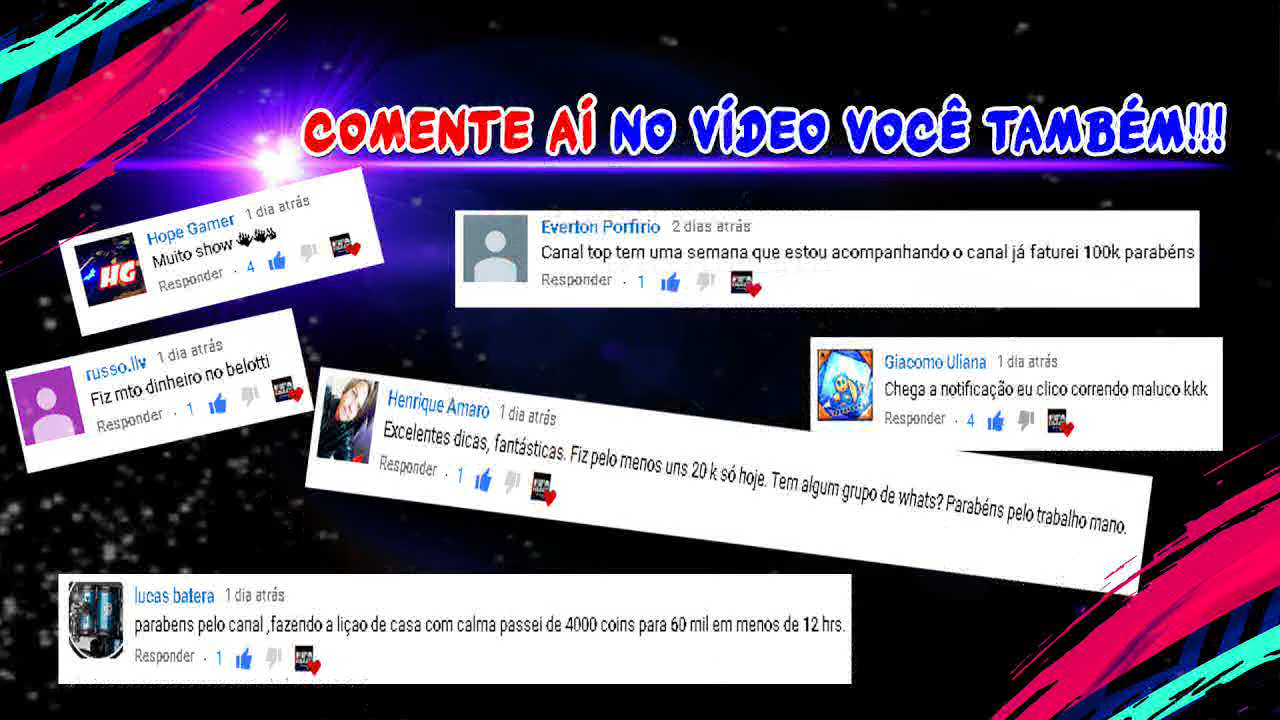 COMENTE AÍ NO VÍDEO VOCÊ TAMBÉM!!!
Hope Gamer 1 dia atrás
Muito show
Responder · 4
HG
Everton Porfirio 2 dias atrás
Canal top tem uma semana que estou acompanhando o canal já faturei 100k parabéns
Responder · 1
russo.llv 1 dia atrás
Fiz mto dinheiro no belotti
Responder · 1
Giacomo Uliana 1 dia atrás
Chega a notificação eu clico correndo maluco kkk
Responder · 4
Henrique Amaro 1 dia atrás
Excelentes dicas, fantásticas. Fiz pelo menos uns 20 k só hoje. Tem algum grupo de whats? Parabéns pelo trabalho mano.
Responder · 1
lucas batera 1 dia atrás
parabens pelo canal ,fazendo a liçao de casa com calma passei de 4000 coins para 60 mil em menos de 12 hrs.
Responder · 1